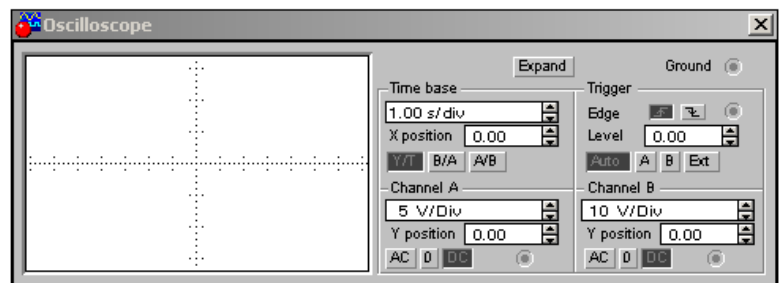 Oscilloscope
Expand Ground
Time base Trigger
1.00 s/div Edge
X position 0.00 Level 0.00
Y/T B/A A/B Auto A B Ext
Channel A Channel B
5 V/Div 10 V/Div
Y position 0.00 Y position 0.00
AC 0 DC AC 0 DC